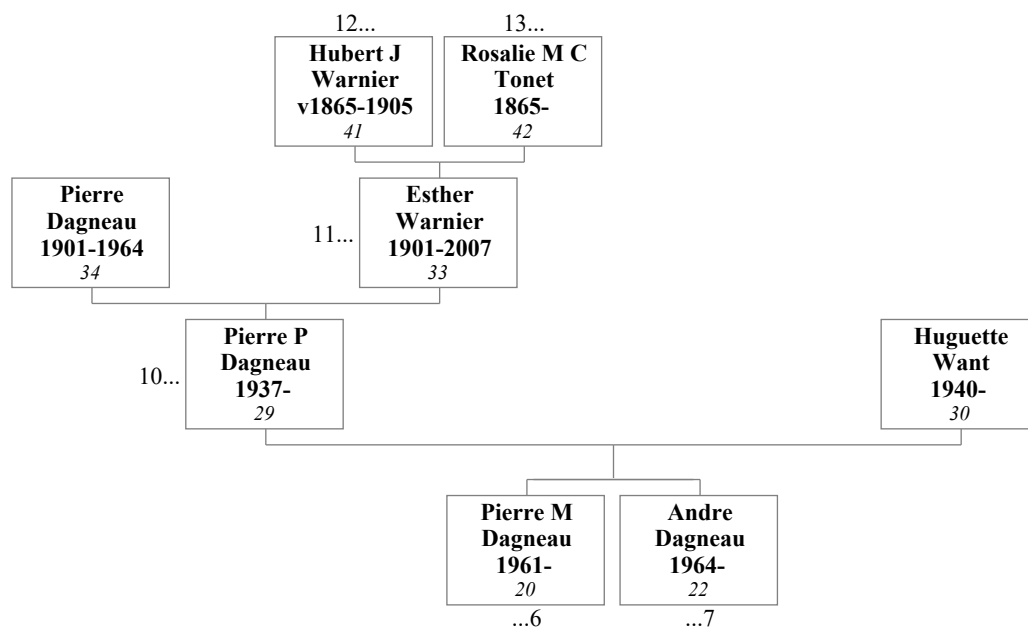 12...
13...
Hubert J
Warnier
v1865-1905
41
Rosalie M C
Tonet
1865-
42
Pierre
Dagneau
1901-1964
34
11...
Esther
Warnier
1901-2007
33
10...
Pierre P
Dagneau
1937-
29
Huguette
Want
1940-
30
Pierre M
Dagneau
1961-
20
Andre
Dagneau
1964-
22
...6
...7